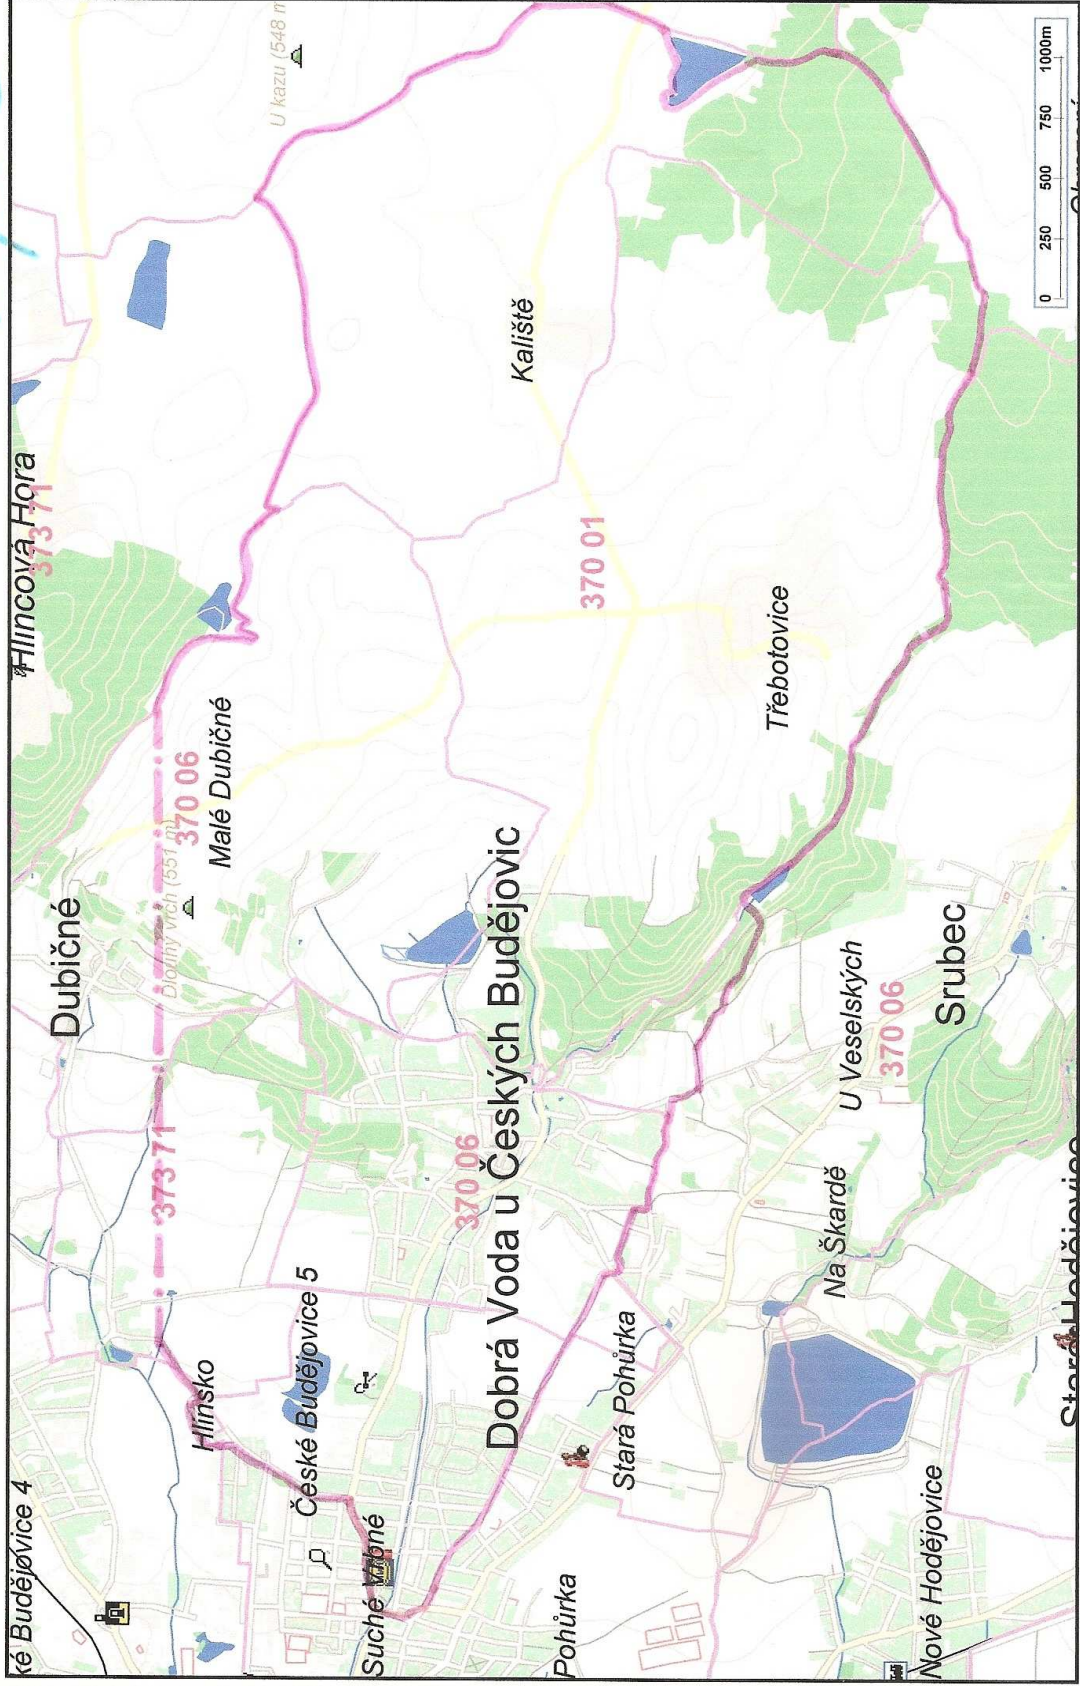 U kazu (548 m
1000m
750
500
250
0
Hlincová Hora
373 71
Kaliště
370 01
Třebotovice
370 06
Malé Dubičné
Dubičné
Dobrá Voda u Českých Budějovic
Srubec
U Veselských
370 06
373 71
370 06
Na Škardě
České Budějovice 5
Hlinsko
Stará Pohůrka
ké Budějovice 4
Suché Vrbné
Pohůrka
Nové Hodějovice